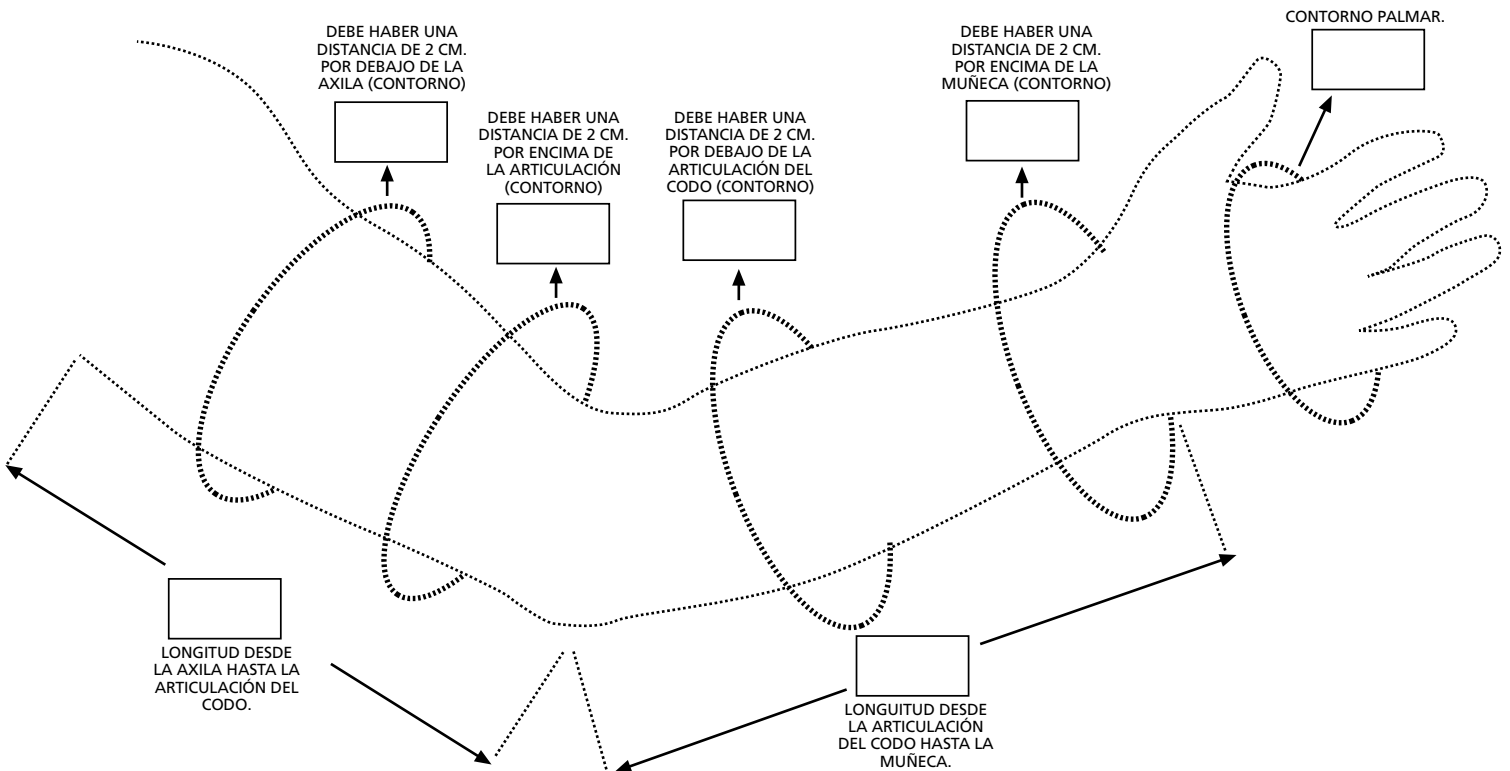 DEBE HABER UNA
DISTANCIA DE 2 CM.
POR DEBAJO DE LA
AXILA (CONTORNO)
DEBE HABER UNA
DISTANCIA DE 2 CM.
POR ENCIMA DE
LA ARTICULACIÓN
(CONTORNO)
DEBE HABER UNA
DISTANCIA DE 2 CM.
POR DEBAJO DE LA
ARTICULACIÓN DEL
CODO (CONTORNO)
DEBE HABER UNA
DISTANCIA DE 2 CM.
POR ENCIMA DE LA
MUÑECA (CONTORNO)
CONTORNO PALMAR.
LONGITUD DESDE
LA AXILA HASTA LA
ARTICULACIÓN DEL
CODO.
LONGUITUD DESDE
LA ARTICULACIÓN
DEL CODO HASTA LA
MUÑECA.